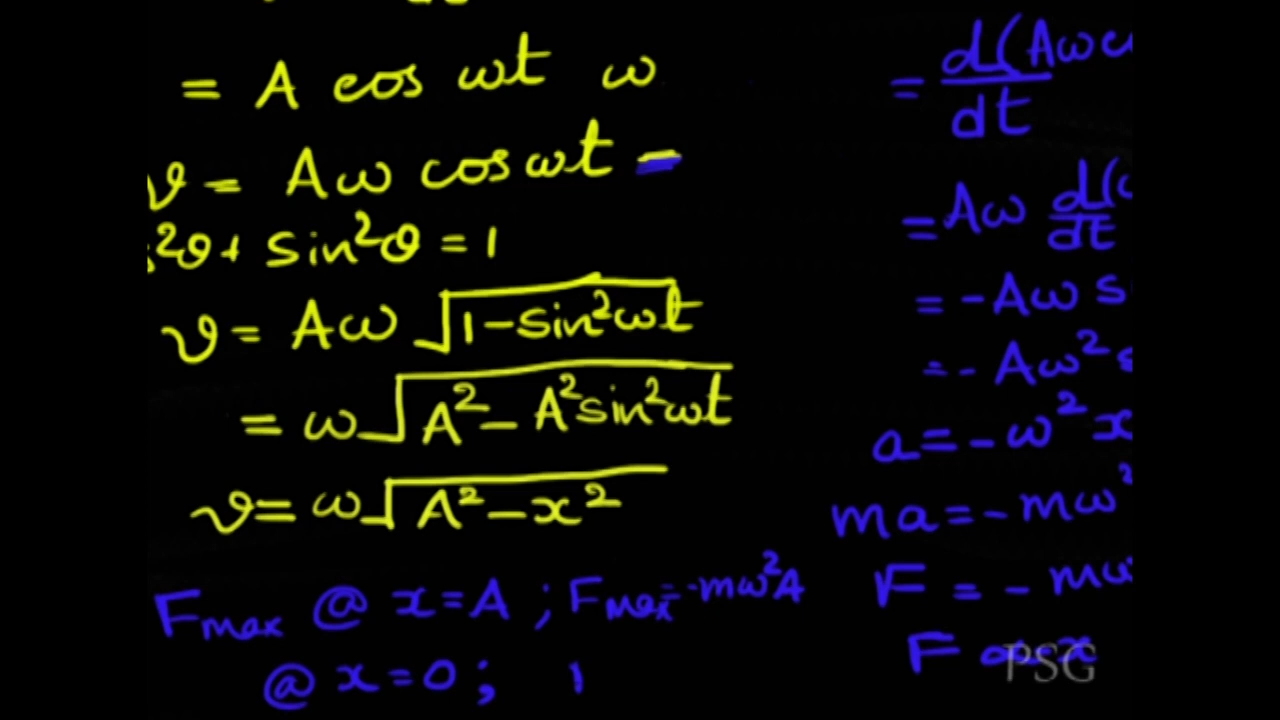 = A cos ωt ω
v = Aω cos ωt -
²θ + sin²θ = 1
v = Aω √(1 - sin²ωt)
= ω √(A² - A² sin²ωt)
v = ω √(A² - x²)
Fmax @ x = A ; Fmax = -mω²A
@ x = 0 ;
= d(Aω c
dt
= Aω d(
dt
= - Aω s
= - Aω² s
a = - ω² x
ma = - mω²
F = - mω
F ∝ x
PSG